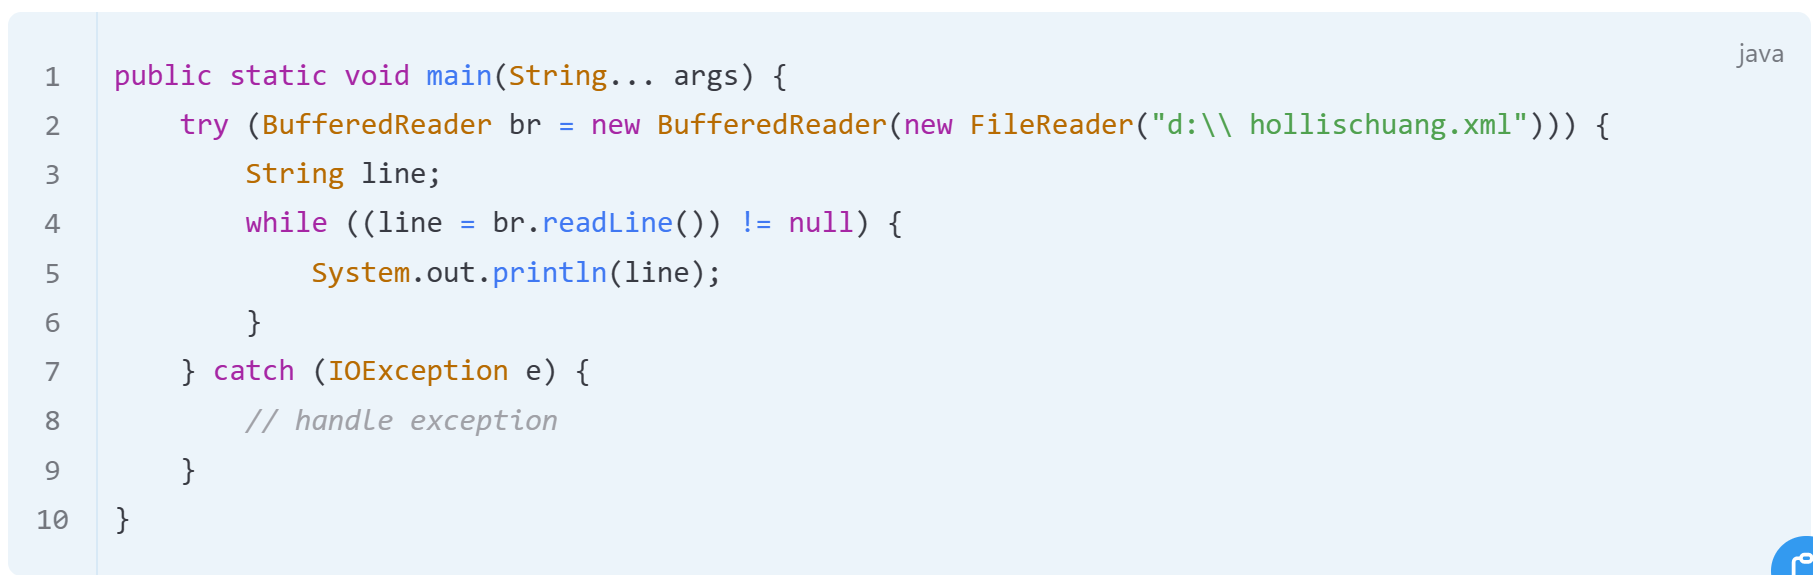 java
1 public static void main(String... args) {
2     try (BufferedReader br = new BufferedReader(new FileReader("d:\\ hollischuang.xml"))) {
3         String line;
4         while ((line = br.readLine()) != null) {
5             System.out.println(line);
6         }
7     } catch (IOException e) {
8         // handle exception
9     }
10 }